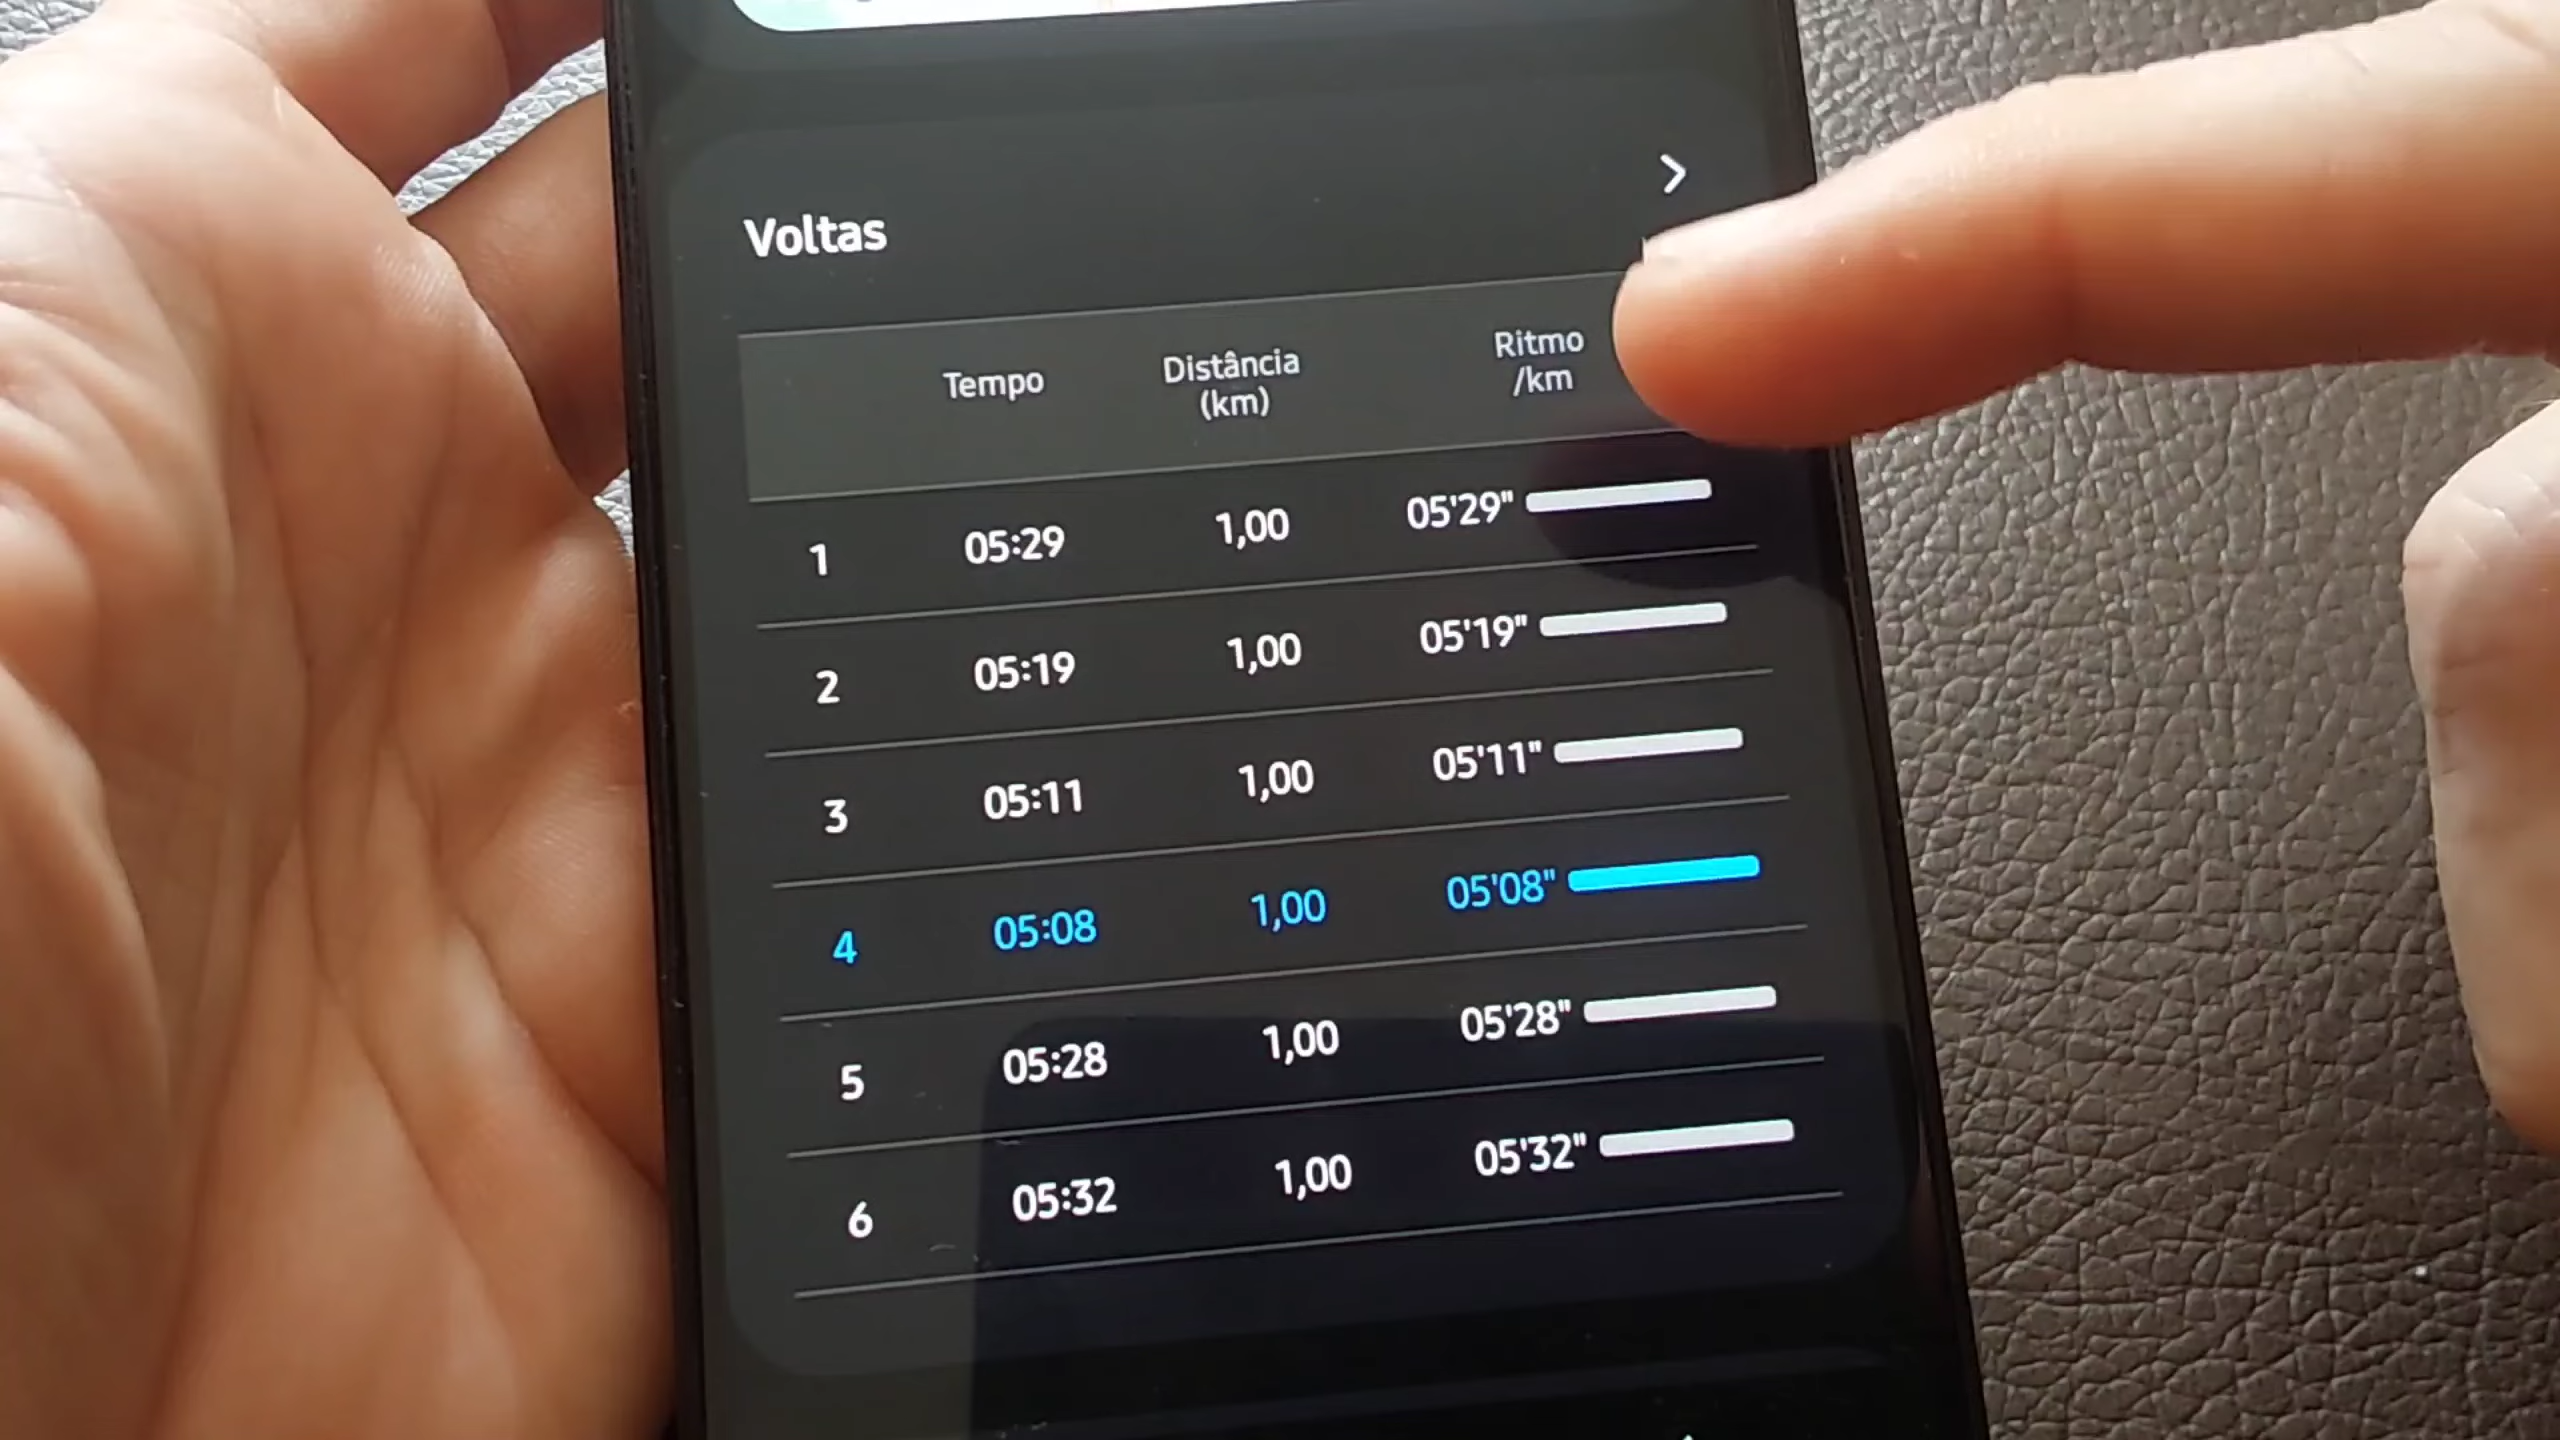 Voltas
Tempo Distância (km) Ritmo /km
1 05:29 1,00 05'29"
2 05:19 1,00 05'19"
3 05:11 1,00 05'11"
4 05:08 1,00 05'08"
5 05:28 1,00 05'28"
6 05:32 1,00 05'32"